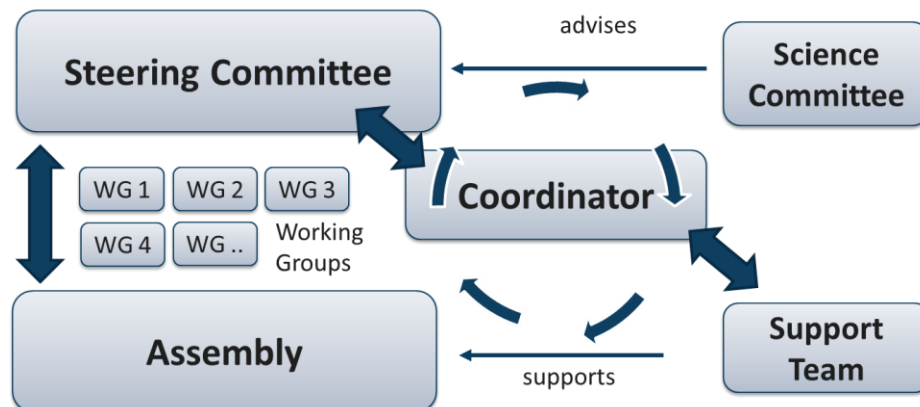 advises
Steering Committee
Science
Committee
WG 1 WG 2 WG 3
Coordinator
WG 4 WG .. Working
Groups
Assembly
Support
Team
supports